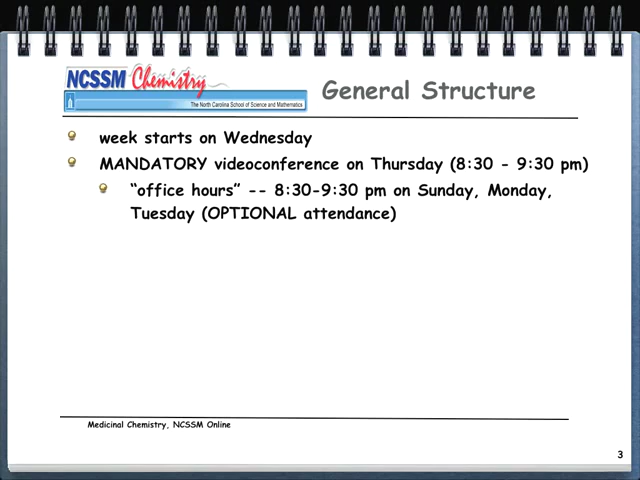 NCSSM Chemistry
The North Carolina School of Science and Mathematics
General Structure
week starts on Wednesday
MANDATORY videoconference on Thursday (8:30 - 9:30 pm)
“office hours” -- 8:30-9:30 pm on Sunday, Monday,
Tuesday (OPTIONAL attendance)
Medicinal Chemistry, NCSSM Online
3